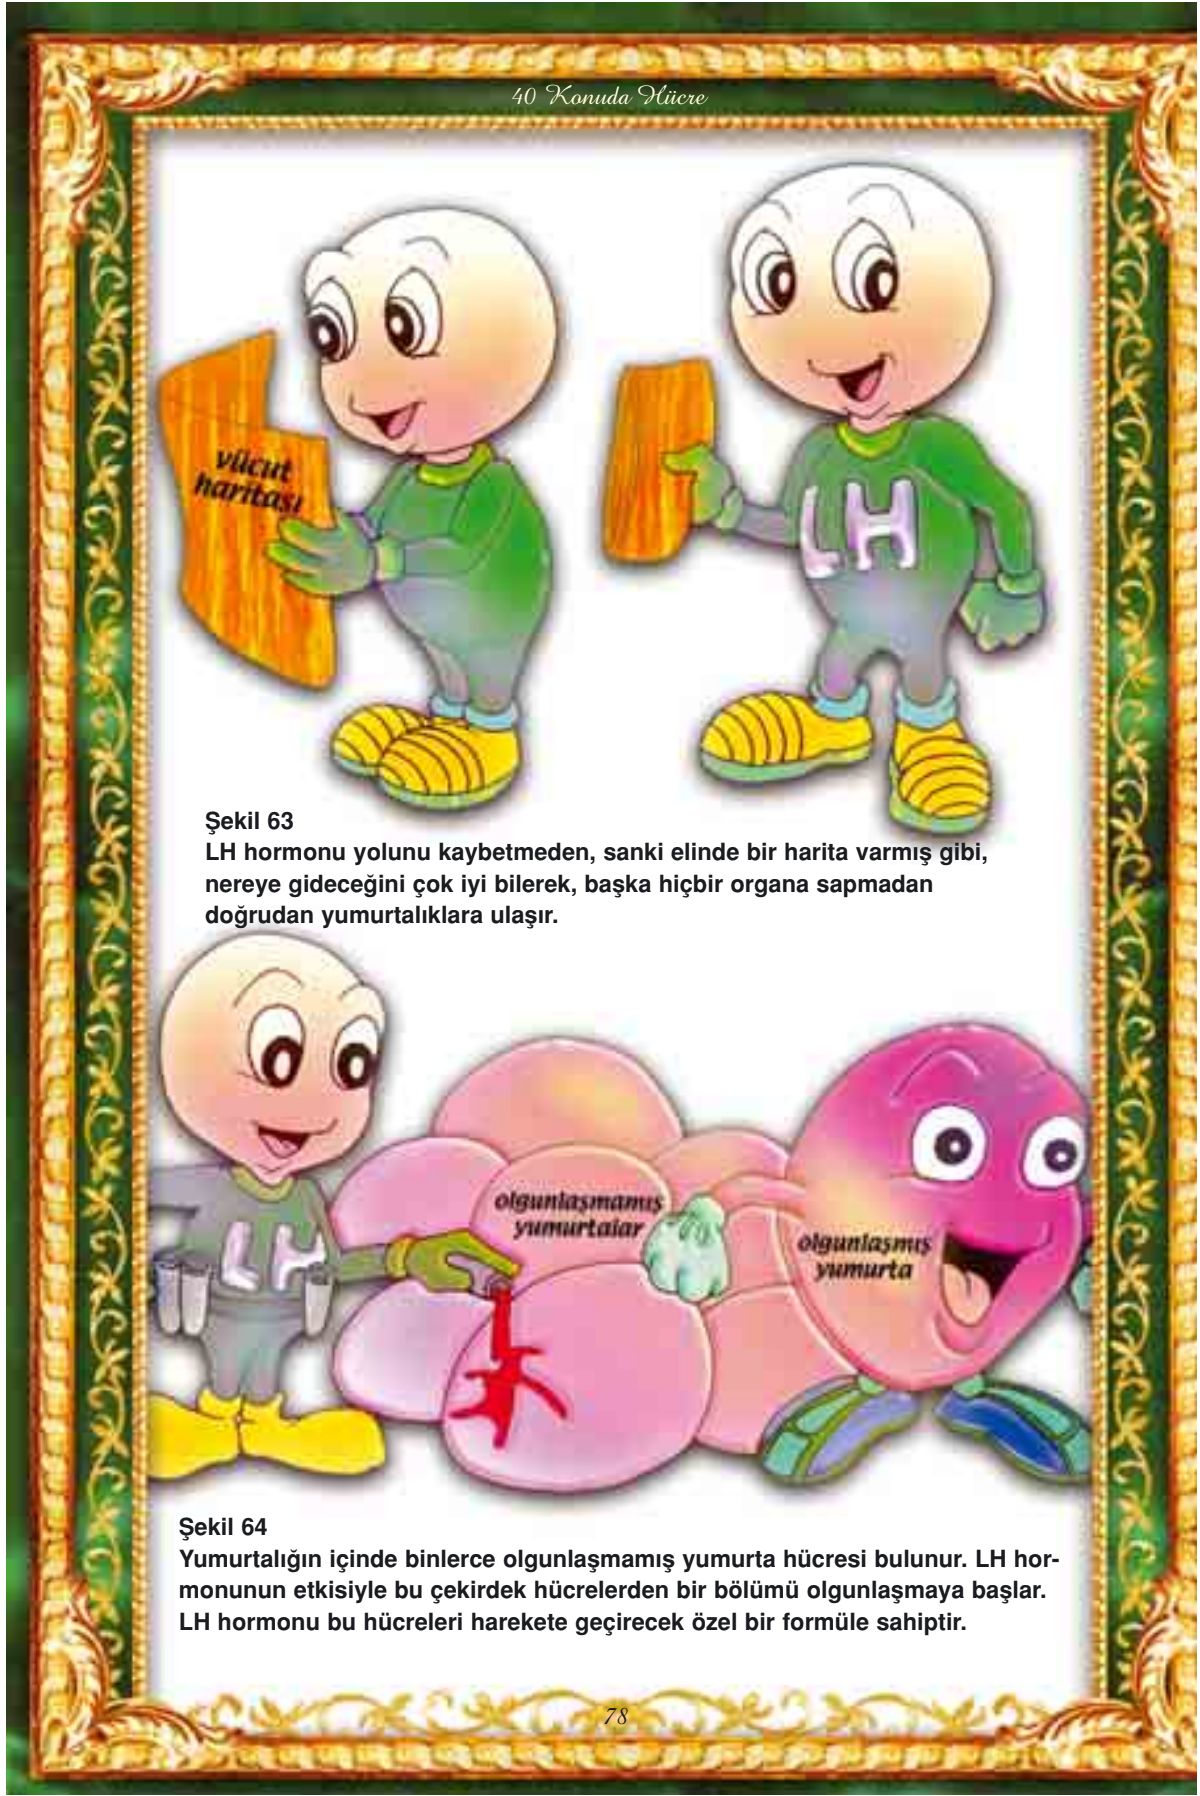 40 Konuda Hücre
vücut
haritası
LH
Şekil 63
LH hormonu yolunu kaybetmeden, sanki elinde bir harita varmış gibi,
nereye gideceğini çok iyi bilerek, başka hiçbir organa sapmadan
doğrudan yumurtalıklara ulaşır.
olgunlaşmamış
yumurtalar
olgunlaşmış
yumurta
LH
Şekil 64
Yumurtalığın içinde binlerce olgunlaşmamış yumurta hücresi bulunur. LH hor-
monunun etkisiyle bu çekirdek hücrelerden bir bölümü olgunlaşmaya başlar.
LH hormonu bu hücreleri harekete geçirecek özel bir formüle sahiptir.
78